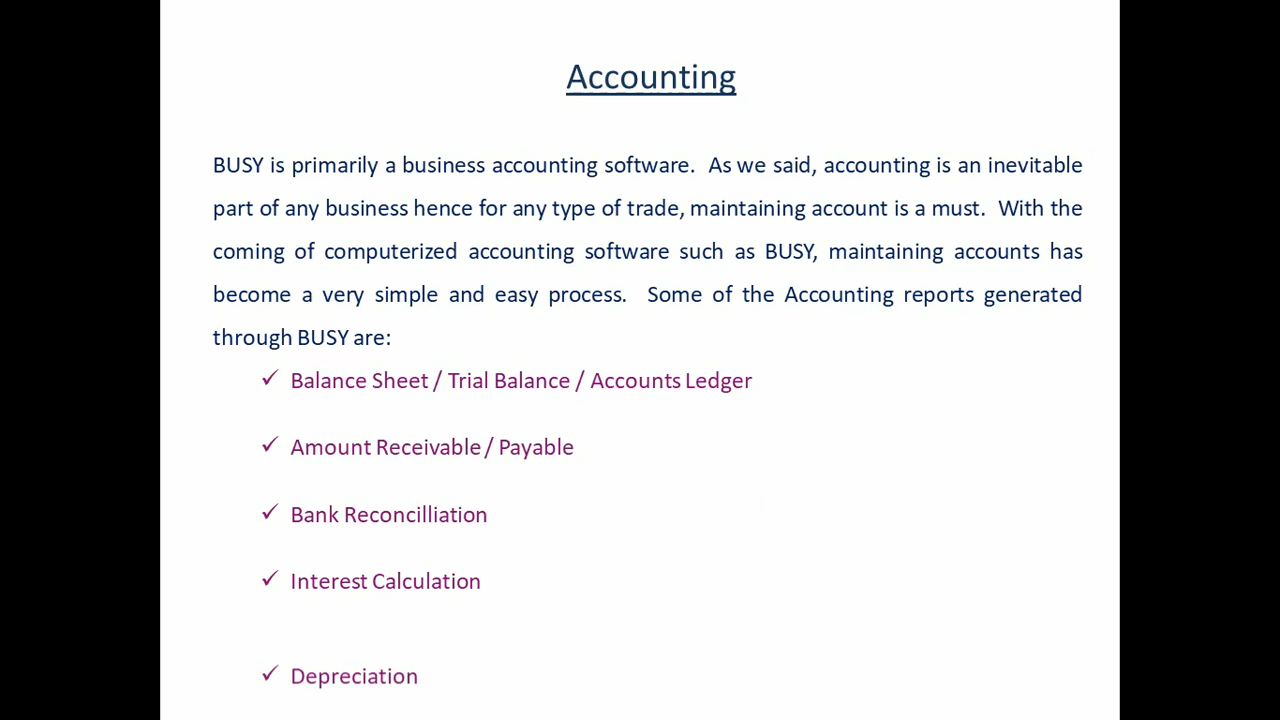 Accounting
BUSY is primarily a business accounting software.  As we said, accounting is an inevitable
part of any business hence for any type of trade, maintaining account is a must.  With the
coming of computerized accounting software such as BUSY, maintaining accounts has
become a very simple and easy process.  Some of the Accounting reports generated
through BUSY are:
✓ Balance Sheet / Trial Balance / Accounts Ledger
✓ Amount Receivable / Payable
✓ Bank Reconcilliation
✓ Interest Calculation
✓ Depreciation